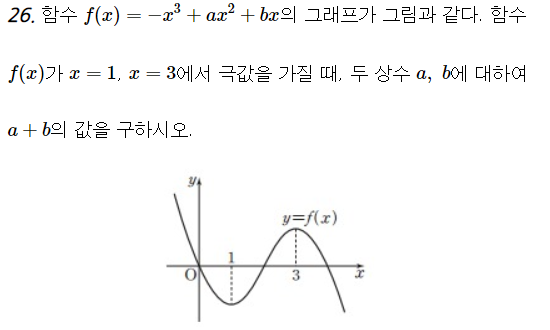 26. 함수 f(x) = −x³ + ax² + bx의 그래프가 그림과 같다. 함수
f(x)가 x = 1, x = 3에서 극값을 가질 때, 두 상수 a, b에 대하여
a + b의 값을 구하시오.
y
y=f(x)
1
O
3
x